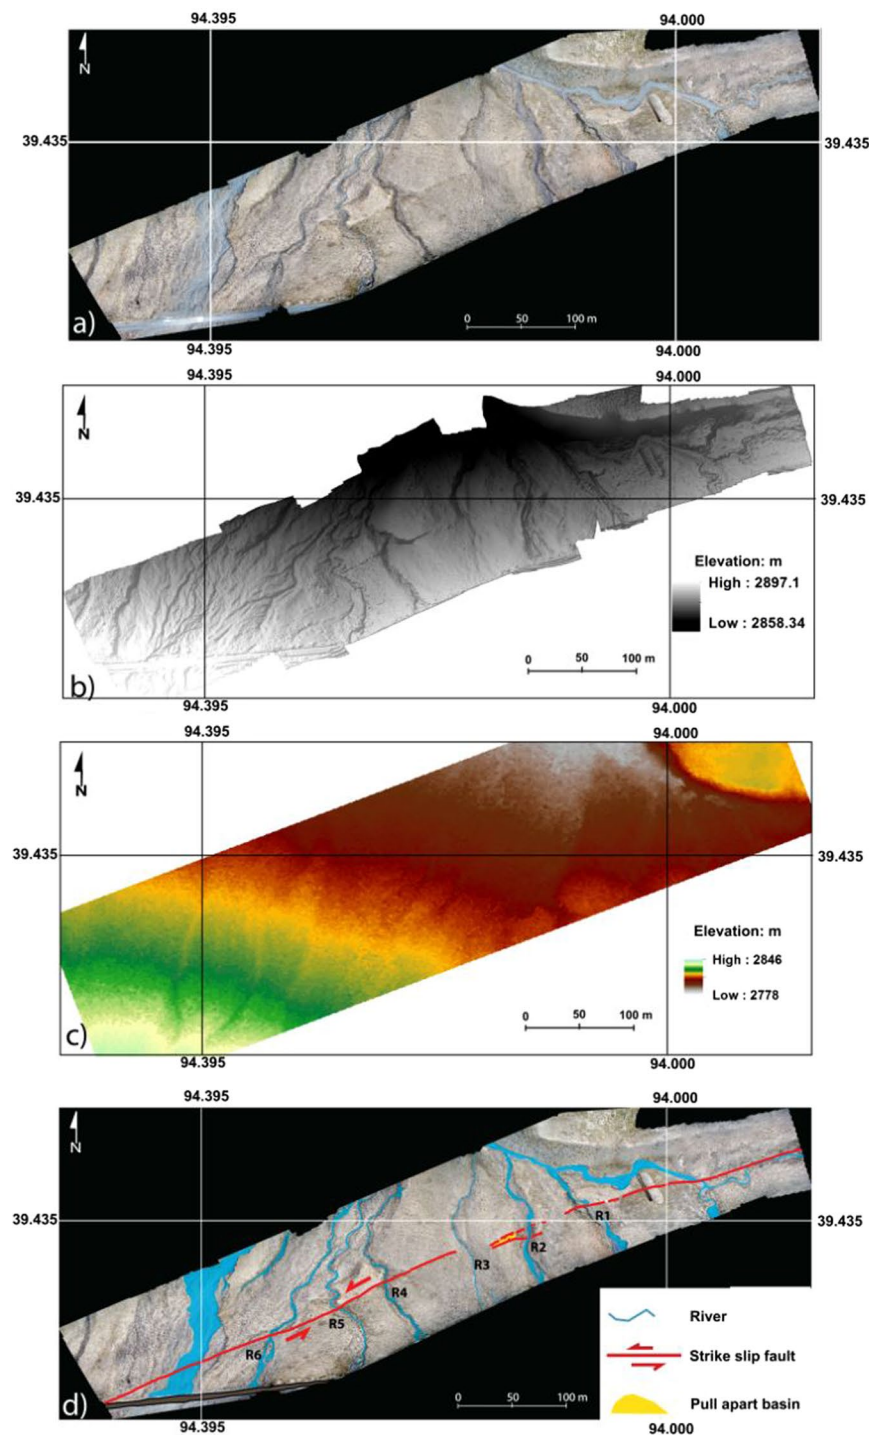 94.395 94.000
N
39.435 39.435
0 50 100 m
a)
94.395 94.000
94.395 94.000
N
39.435 39.435
Elevation: m
High : 2897.1
Low : 2858.34
0 50 100 m
b)
94.395 94.000
94.395 94.000
N
39.435 39.435
Elevation: m
High : 2846
Low : 2778
0 50 100 m
c)
94.395 94.000
94.395 94.000
N
39.435 39.435
R1
R2
R3
R4
R5
R6
0 50 100 m
River
Strike slip fault
Pull apart basin
d)
94.395 94.000